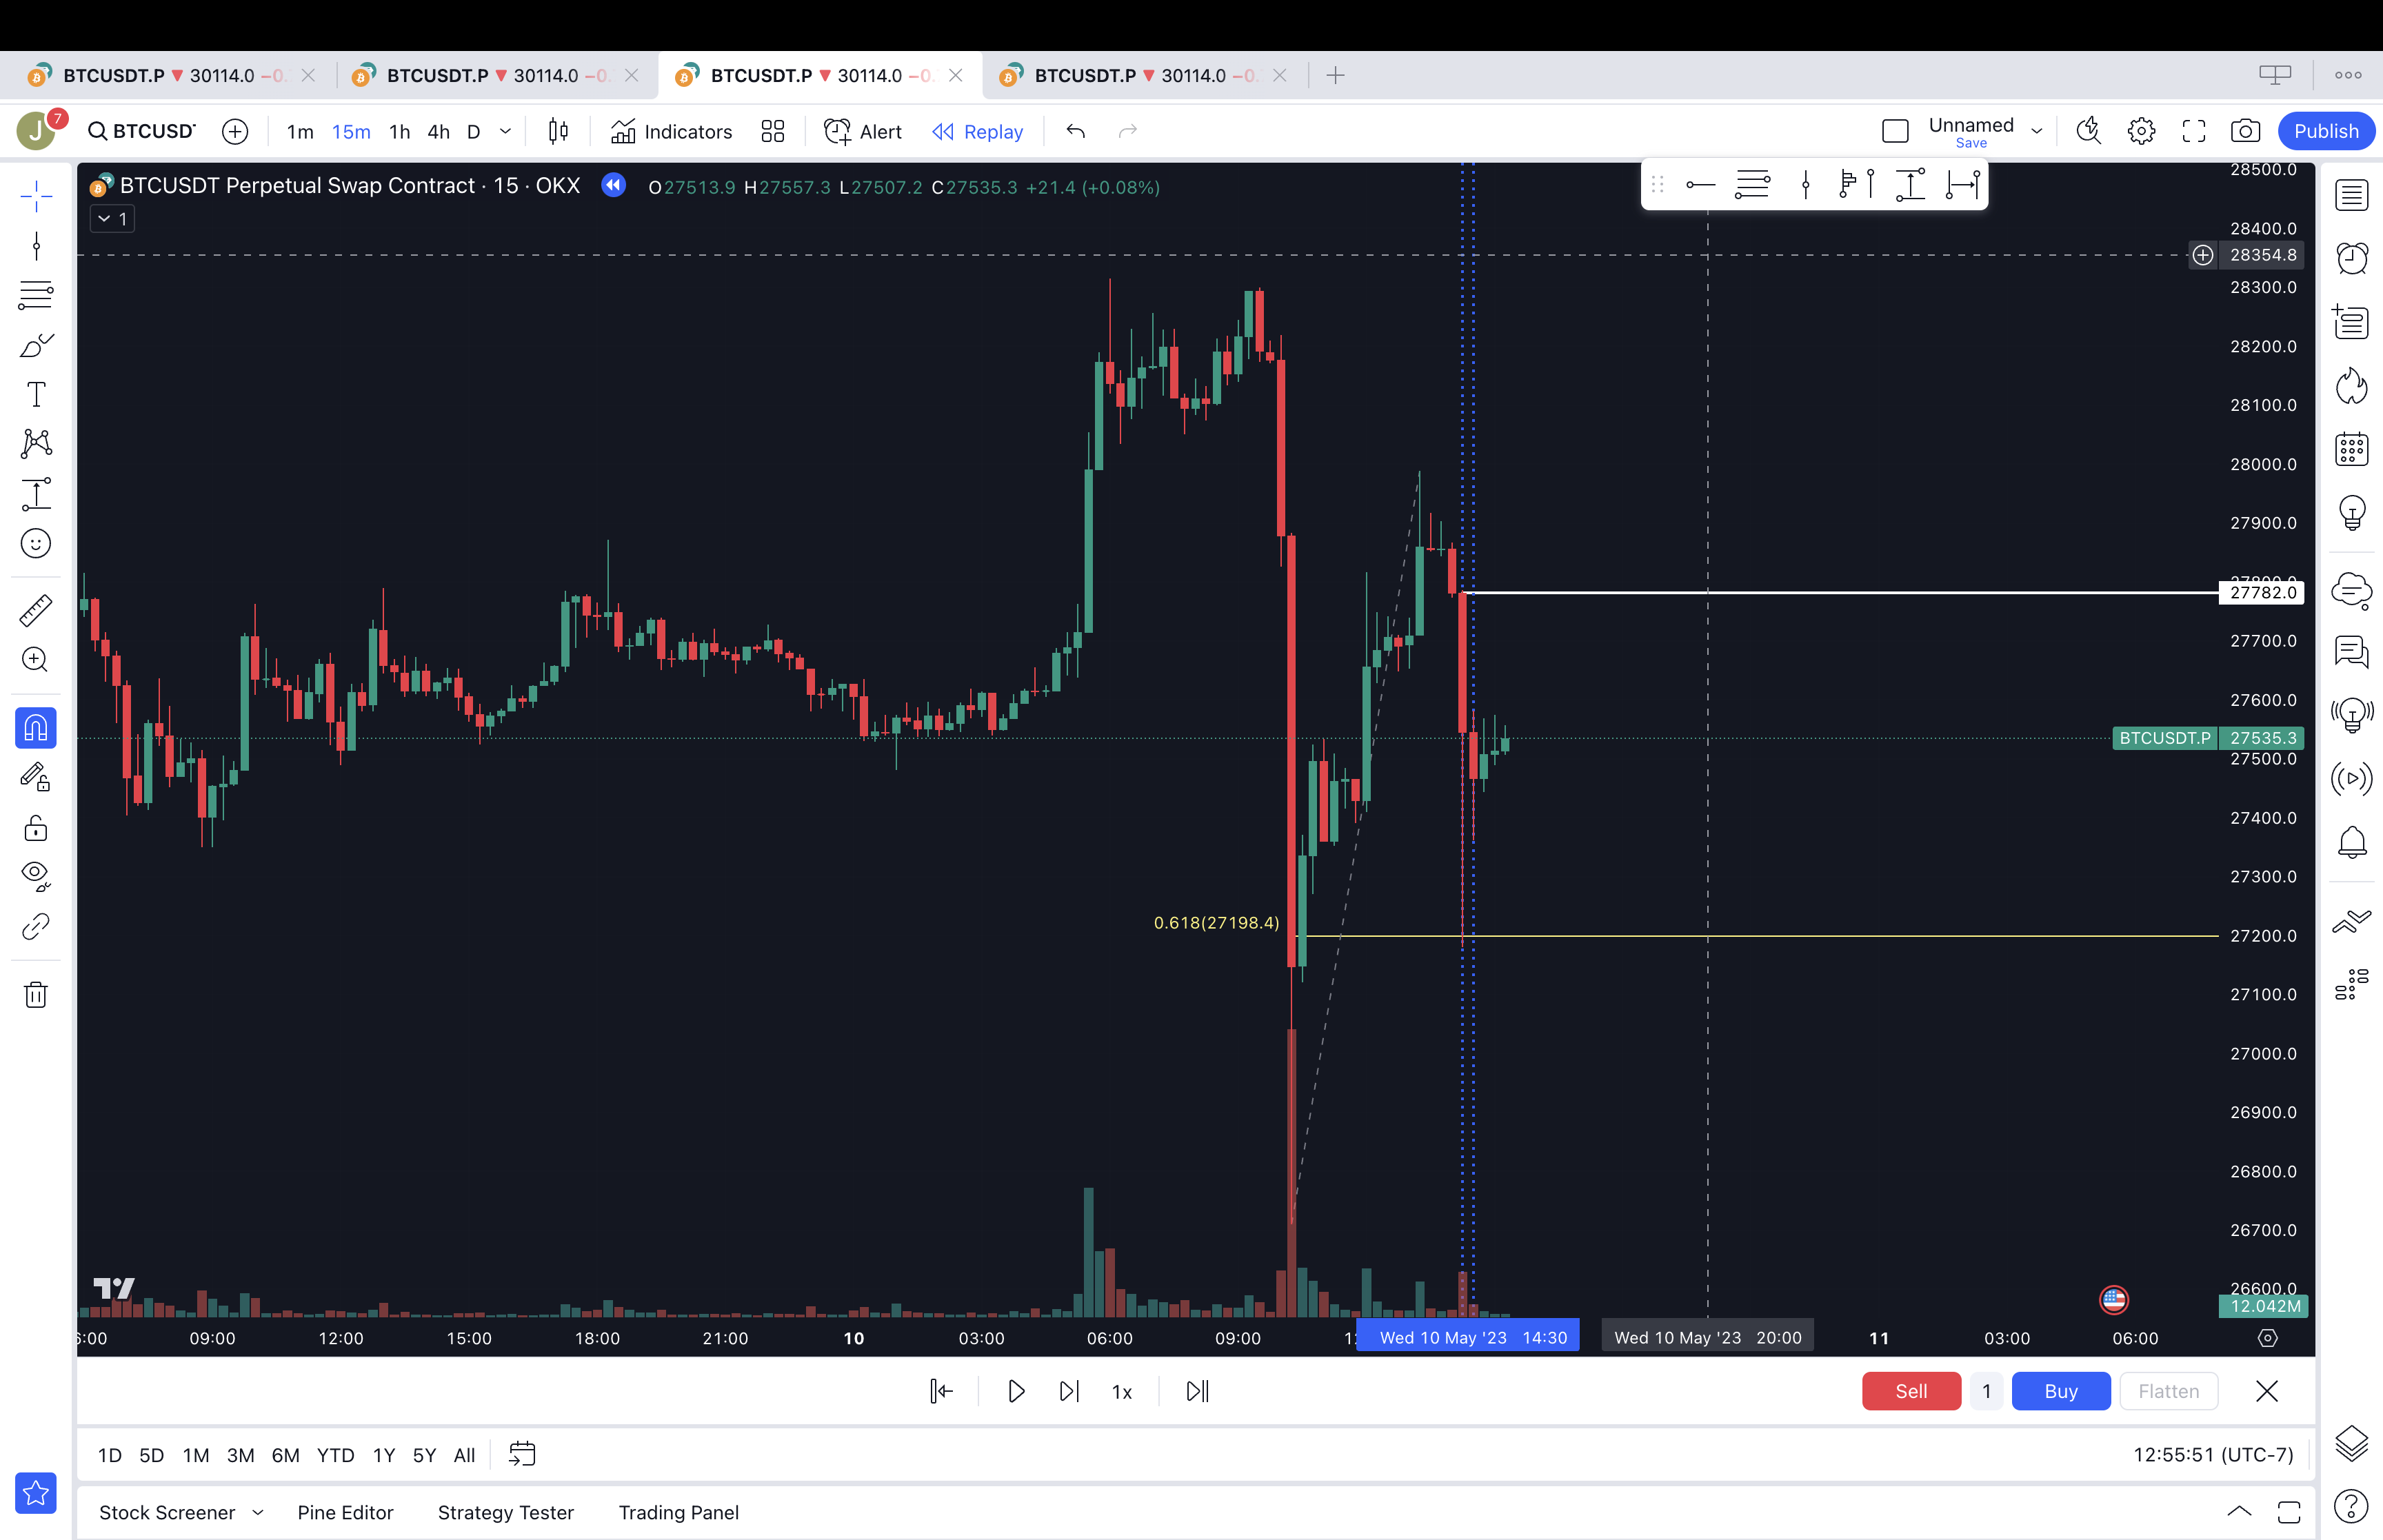 BTCUSDT.P 30114.0 −0. BTCUSDT.P 30114.0 −0. BTCUSDT.P 30114.0 −0. BTCUSDT.P 30114.0 −0.
J 7 BTCUSDT 1m 15m 1h 4h D Indicators Alert Replay Unnamed Publish
Save
BTCUSDT Perpetual Swap Contract · 15 · OKX O27513.9 H27557.3 L27507.2 C27535.3 +21.4 (+0.08%)
1
28500.0
28400.0
28354.8
28300.0
28200.0
28100.0
28000.0
27900.0
27800.0
27782.0
27700.0
27600.0
BTCUSDT.P 27535.3
27500.0
27400.0
27300.0
0.618(27198.4)
27200.0
27100.0
27000.0
26900.0
26800.0
26700.0
26600.0
12.042M
09:00 12:00 15:00 18:00 21:00 10 03:00 06:00 09:00 Wed 10 May '23 14:30 Wed 10 May '23 20:00 11 03:00 06:00
1x Sell 1 Buy Flatten
1D 5D 1M 3M 6M YTD 1Y 5Y All 12:55:51 (UTC-7)
Stock Screener Pine Editor Strategy Tester Trading Panel